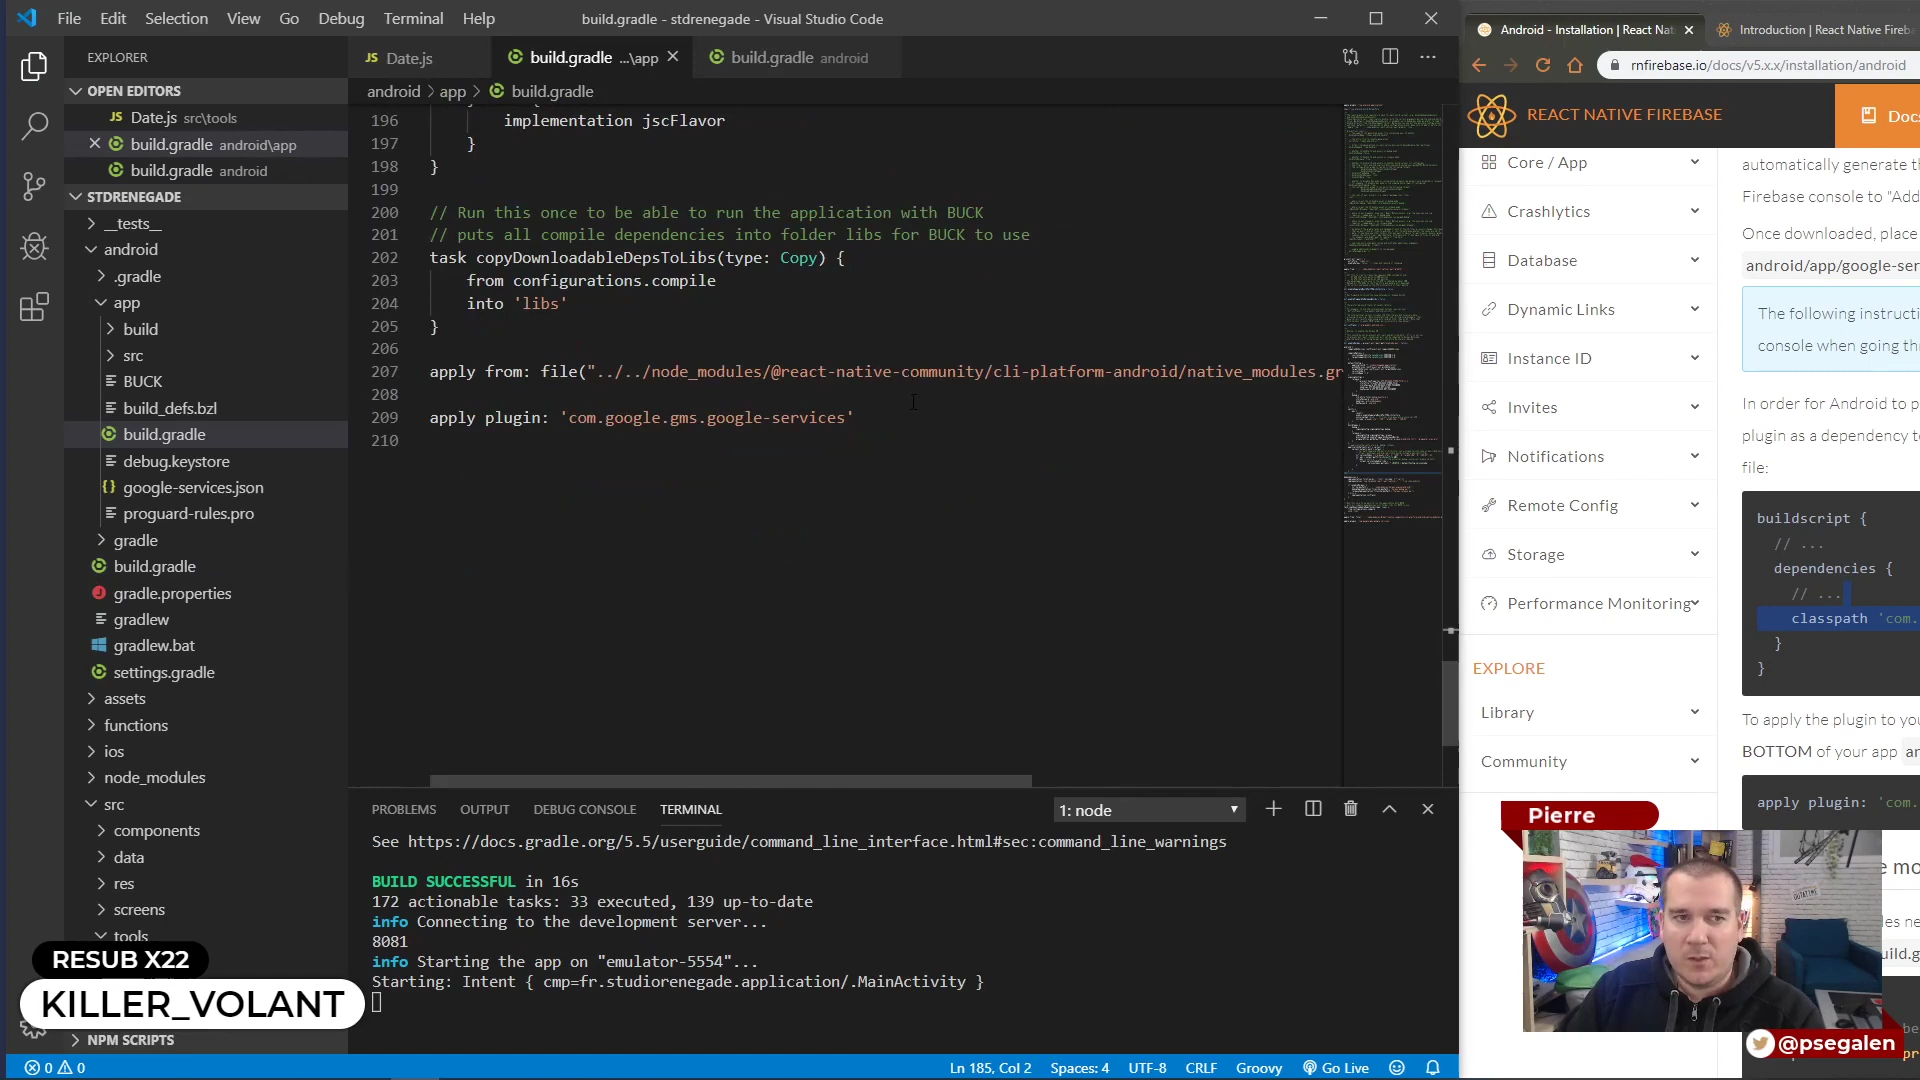 File Edit Selection View Go Debug Terminal Help
build.gradle - stdrenegade - Visual Studio Code
EXPLORER
OPEN EDITORS
JS Date.js src\tools
build.gradle android\app
build.gradle android
STDRENEGADE
__tests__
android
.gradle
app
build
src
BUCK
build_defs.bzl
build.gradle
debug.keystore
google-services.json
proguard-rules.pro
gradle
build.gradle
gradle.properties
gradlew
gradlew.bat
settings.gradle
assets
functions
ios
node_modules
src
components
data
res
screens
tools
RESUB X22
KILLER_VOLANT
NPM SCRIPTS
JS Date.js
build.gradle ...\app
build.gradle android
android > app > build.gradle
196 implementation jscFlavor
197 }
198 }
199
200 // Run this once to be able to run the application with BUCK
201 // puts all compile dependencies into folder libs for BUCK to use
202 task copyDownloadableDepsToLibs(type: Copy) {
203 from configurations.compile
204 into 'libs'
205 }
206
207 apply from: file("../../node_modules/@react-native-community/cli-platform-android/native_modules.gr
208
209 apply plugin: 'com.google.gms.google-services'
210
PROBLEMS OUTPUT DEBUG CONSOLE TERMINAL
1: node
See https://docs.gradle.org/5.5/userguide/command_line_interface.html#sec:command_line_warnings
BUILD SUCCESSFUL in 16s
172 actionable tasks: 33 executed, 139 up-to-date
info Connecting to the development server...
8081
info Starting the app on "emulator-5554"...
Starting: Intent { cmp=fr.studiorenegade.application/.MainActivity }
0 0
Ln 185, Col 2 Spaces: 4 UTF-8 CRLF Groovy Go Live
Android - Installation | React Nat
Introduction | React Native Fireb
rnfirebase.io/docs/v5.x.x/installation/android
REACT NATIVE FIREBASE
Docs
Core / App
Crashlytics
Database
Dynamic Links
Instance ID
Invites
Notifications
Remote Config
Storage
Performance Monitoring
EXPLORE
Library
Community
automatically generate th
Firebase console to "Add
Once downloaded, place
android/app/google-ser
The following instructi
console when going thr
In order for Android to p
plugin as a dependency to
file:
buildscript {
// ...
dependencies {
// ...
classpath 'com.
}
}
To apply the plugin to you
BOTTOM of your app an
apply plugin: 'com.
Pierre
e mo
les ne
uild.g
@psegalen